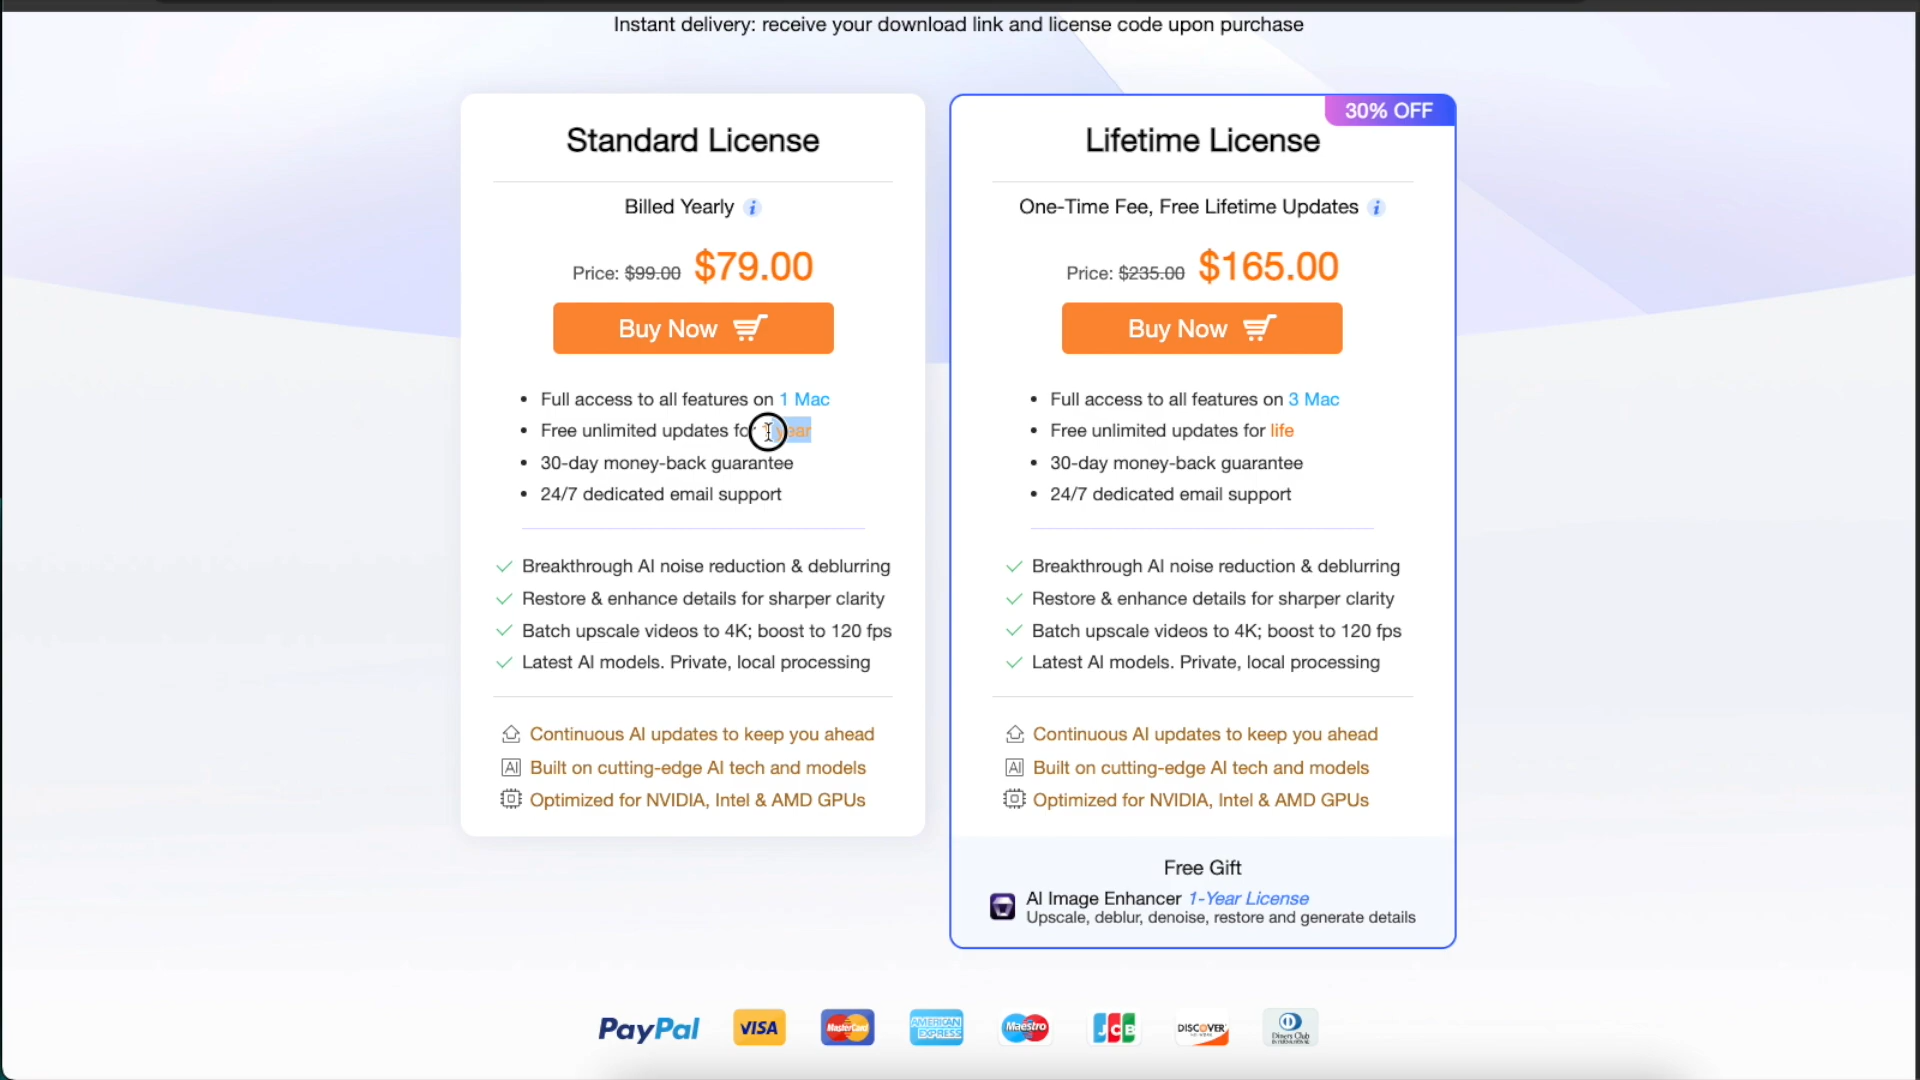 Instant delivery: receive your download link and license code upon purchase
Standard License
Billed Yearly i
Price: $99.00 $79.00
Buy Now
• Full access to all features on 1 Mac
• Free unlimited updates for year
• 30-day money-back guarantee
• 24/7 dedicated email support
Breakthrough AI noise reduction & deblurring
Restore & enhance details for sharper clarity
Batch upscale videos to 4K; boost to 120 fps
Latest AI models. Private, local processing
Continuous AI updates to keep you ahead
AI Built on cutting-edge AI tech and models
Optimized for NVIDIA, Intel & AMD GPUs
30% OFF
Lifetime License
One-Time Fee, Free Lifetime Updates i
Price: $235.00 $165.00
Buy Now
• Full access to all features on 3 Mac
• Free unlimited updates for life
• 30-day money-back guarantee
• 24/7 dedicated email support
Breakthrough AI noise reduction & deblurring
Restore & enhance details for sharper clarity
Batch upscale videos to 4K; boost to 120 fps
Latest AI models. Private, local processing
Continuous AI updates to keep you ahead
AI Built on cutting-edge AI tech and models
Optimized for NVIDIA, Intel & AMD GPUs
Free Gift
AI Image Enhancer 1-Year License
Upscale, deblur, denoise, restore and generate details
PayPal VISA MasterCard AMERICAN EXPRESS Maestro JCB DISCOVER Diners Club